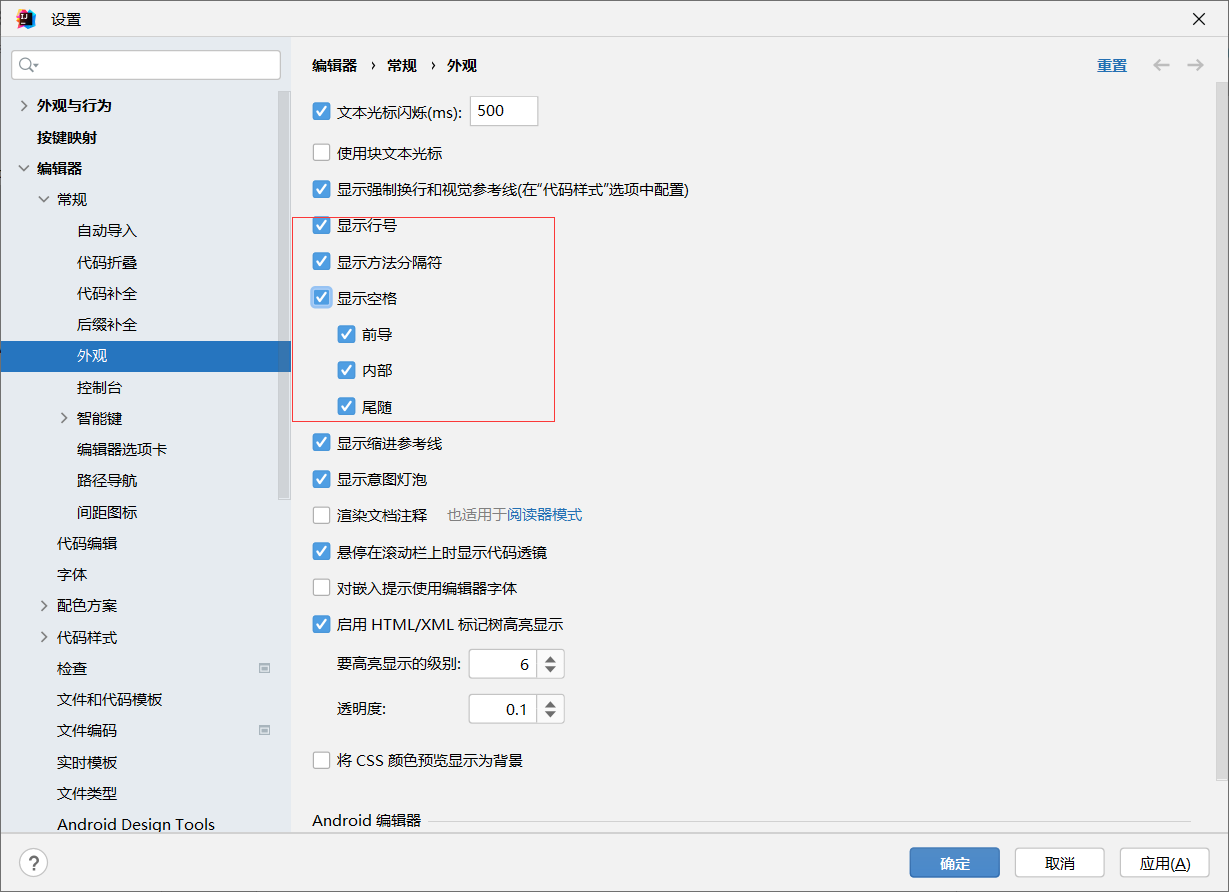 设置
外观与行为
按键映射
编辑器
常规
自动导入
代码折叠
代码补全
后缀补全
外观
控制台
智能键
编辑器选项卡
路径导航
间距图标
代码编辑
字体
配色方案
代码样式
检查
文件和代码模板
文件编码
实时模板
文件类型
Android Design Tools
编辑器 › 常规 › 外观
重置
文本光标闪烁(ms): 500
使用块文本光标
显示强制换行和视觉参考线(在“代码样式”选项中配置)
显示行号
显示方法分隔符
显示空格
前导
内部
尾随
显示缩进参考线
显示意图灯泡
渲染文档注释 也适用于阅读器模式
悬停在滚动栏上时显示代码透镜
对嵌入提示使用编辑器字体
启用 HTML/XML 标记树高亮显示
要高亮显示的级别: 6
透明度: 0.1
将 CSS 颜色预览显示为背景
Android 编辑器
?
确定
取消
应用(A)